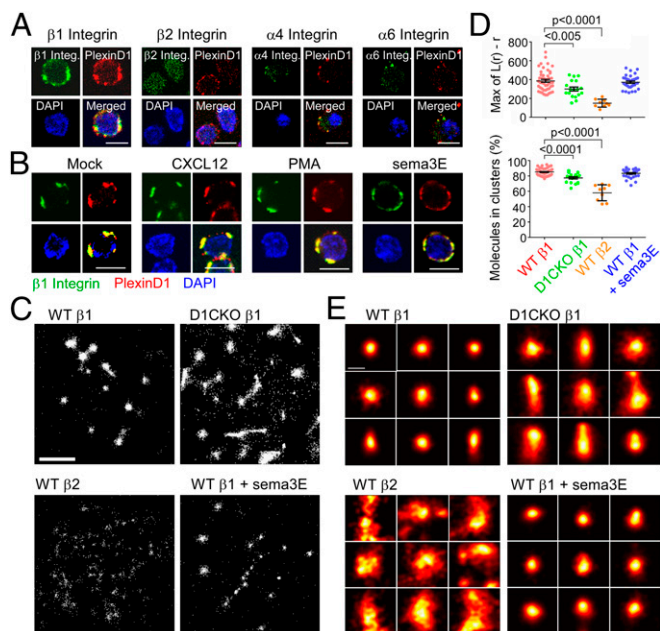 A
β1 Integrin
β2 Integrin
α4 Integrin
α6 Integrin
β1 Integ. PlexinD1
β2 Integ. PlexinD1
α4 Integ. PlexinD1
α6 Integ. PlexinD1*
DAPI Merged
DAPI Merged
DAPI Merged
DAPI Merged*
B
Mock
CXCL12
PMA
sema3E
β1 Integrin PlexinD1 DAPI
C
WT β1
D1CKO β1
WT β2
WT β1 + sema3E
D
p<0.0001
<0.005
Max of L(r) - r
800
600
400
200
0
p<0.0001
<0.0001
Molecules in clusters (%)
100
80
60
40
20
0
WT β1
D1CKO β1
WT β2
WT β1
+ sema3E
E
WT β1
D1CKO β1
WT β2
WT β1 + sema3E